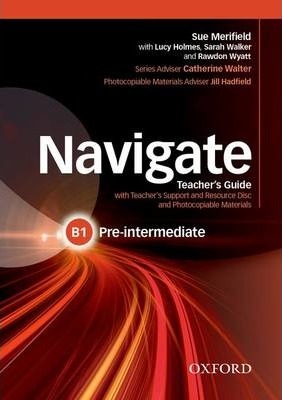 Sue Merifield
with Lucy Holmes, Sarah Walker
and Rawdon Wyatt
Series Adviser Catherine Walter
Photocopiable Materials Adviser Jill Hadfield
Navigate
Teacher's Guide
with Teacher's Support and Resource Disc
and Photocopiable Materials
B1 Pre-intermediate
OXFORD